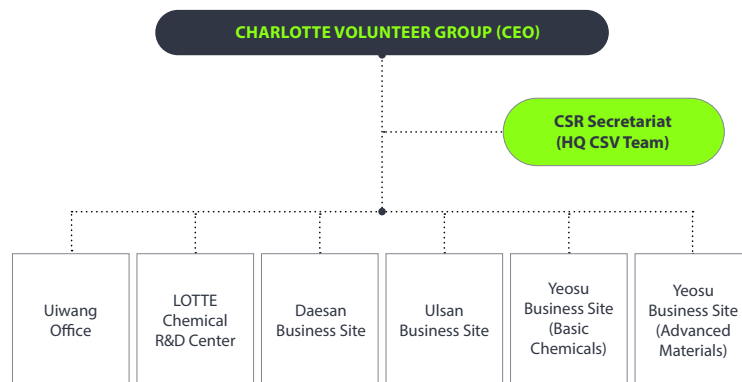 CHARLOTTE VOLUNTEER GROUP (CEO)
CSR Secretariat
(HQ CSV Team)
Uiwang
Office
LOTTE
Chemical
R&D Center
Daesan
Business Site
Ulsan
Business Site
Yeosu
Business Site
(Basic
Chemicals)
Yeosu
Business Site
(Advanced
Materials)